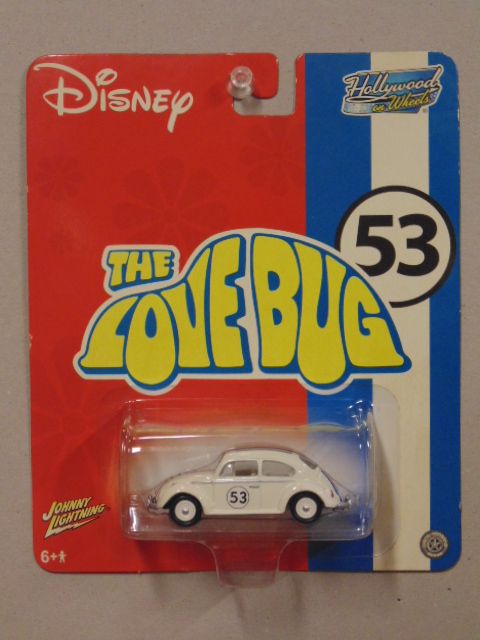 Disney
Hollywood
on Wheels
53
THE
LOVE BUG
53
JOHNNY
LIGHTNING
6+